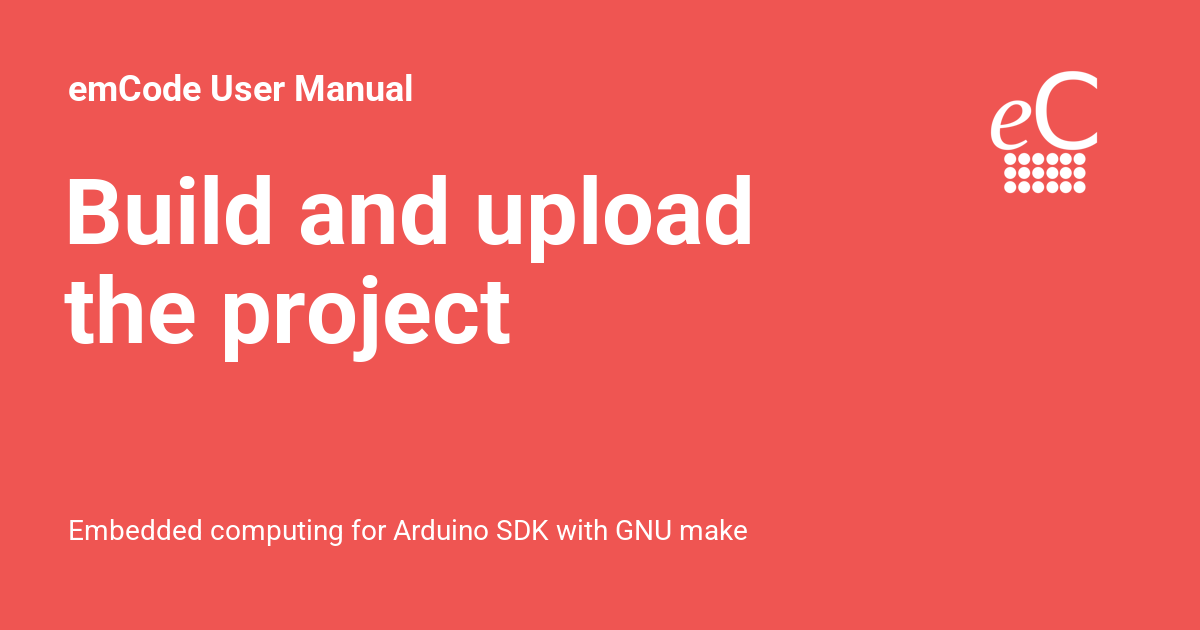 emCode User Manual
eC
Build and upload
the project
Embedded computing for Arduino SDK with GNU make